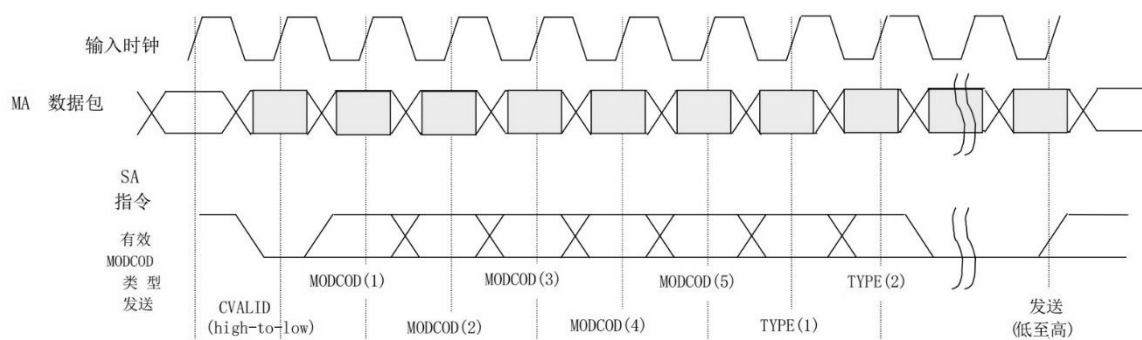 输入时钟
MA 数据包
SA
指令
有效
MODCOD
类 型
发送
MODCOD(1)
MODCOD(3)
MODCOD(5)
TYPE(2)
CVALID
(high-to-low)
MODCOD(2)
MODCOD(4)
TYPE(1)
发送
(低至高)